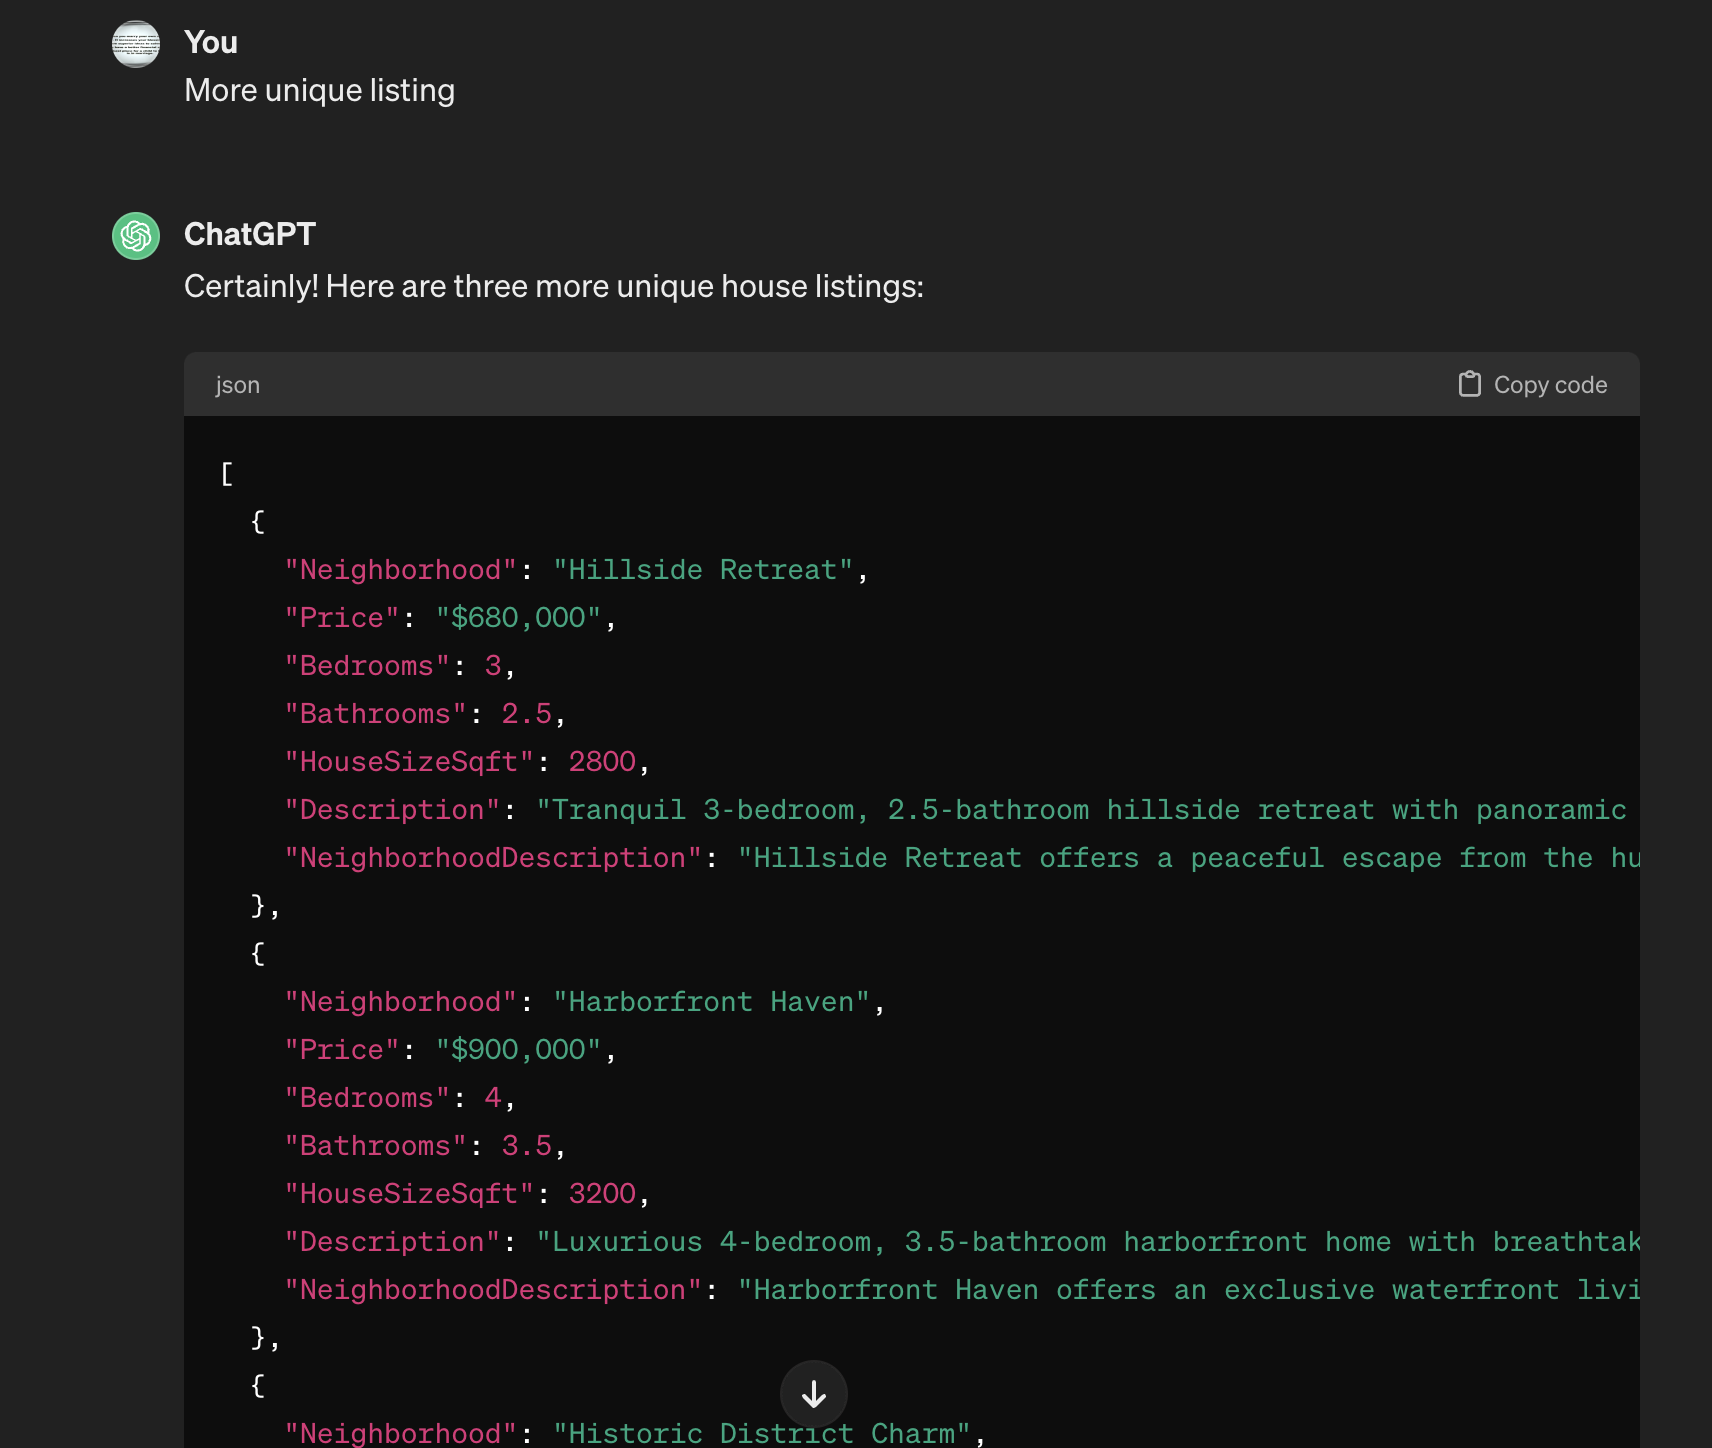 You
More unique listing
ChatGPT
Certainly! Here are three more unique house listings:
json
Copy code
[
{
"Neighborhood": "Hillside Retreat",
"Price": "$680,000",
"Bedrooms": 3,
"Bathrooms": 2.5,
"HouseSizeSqft": 2800,
"Description": "Tranquil 3-bedroom, 2.5-bathroom hillside retreat with panoramic
"NeighborhoodDescription": "Hillside Retreat offers a peaceful escape from the hu
},
{
"Neighborhood": "Harborfront Haven",
"Price": "$900,000",
"Bedrooms": 4,
"Bathrooms": 3.5,
"HouseSizeSqft": 3200,
"Description": "Luxurious 4-bedroom, 3.5-bathroom harborfront home with breathtak
"NeighborhoodDescription": "Harborfront Haven offers an exclusive waterfront livi
},
{
"Neighborhood": "Historic District Charm",